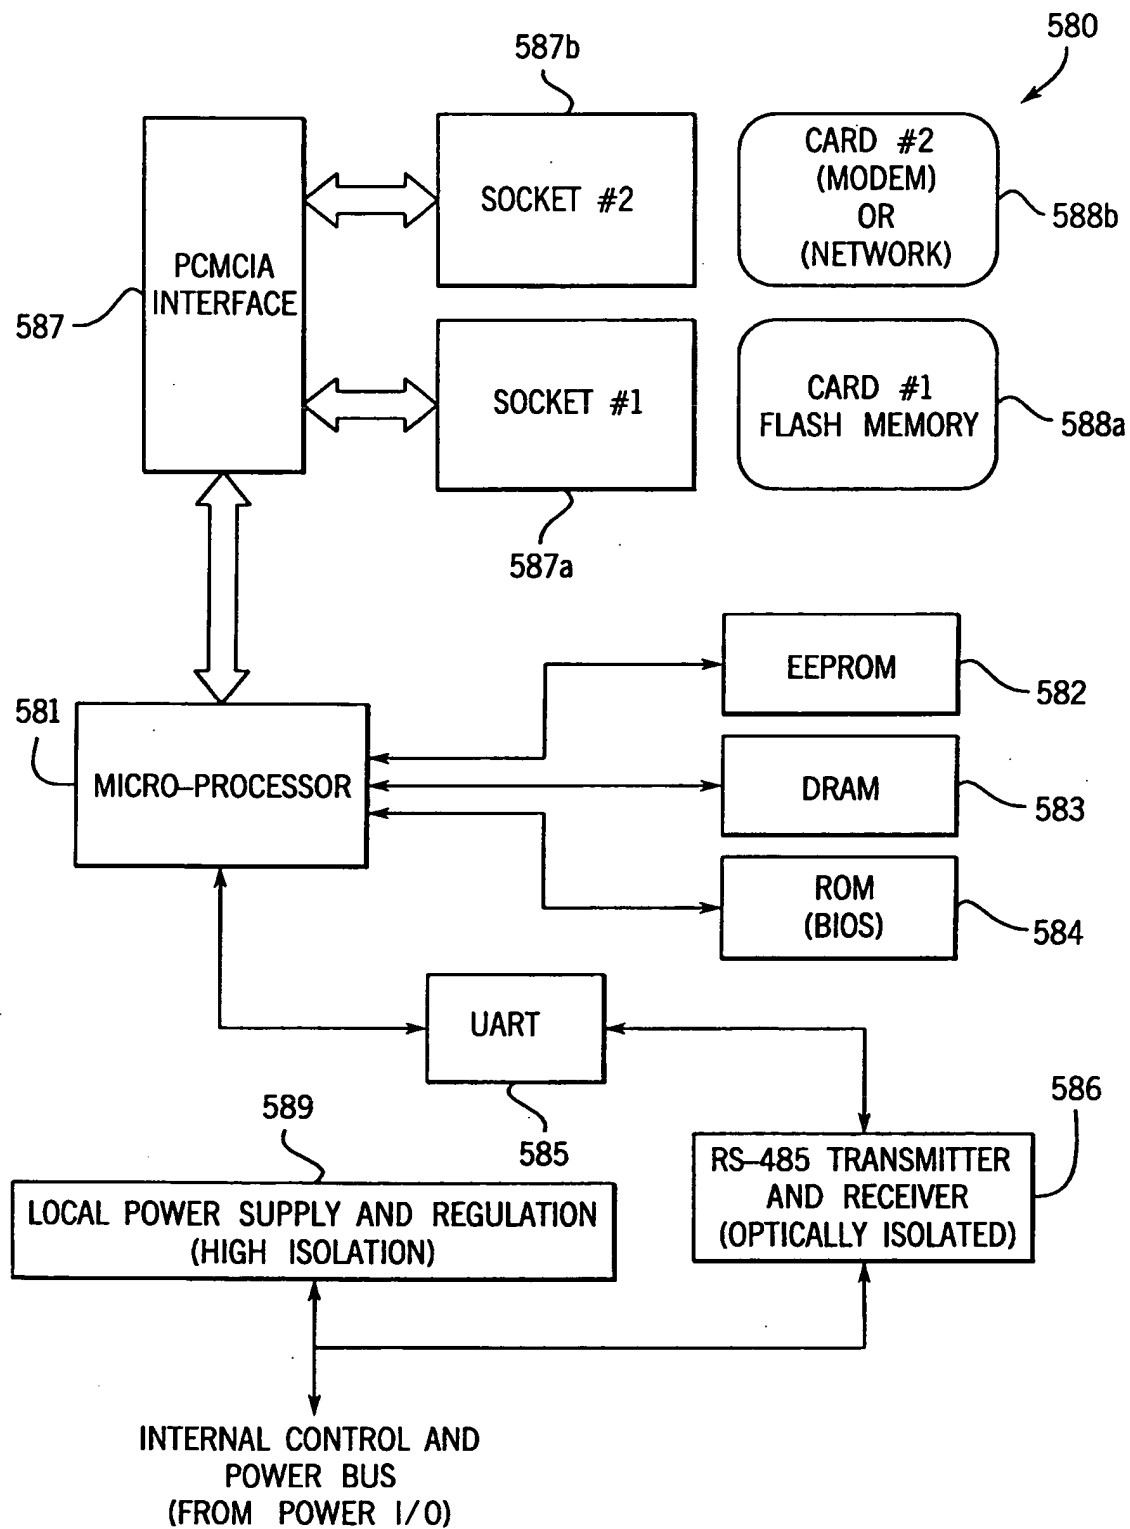 580
587b
SOCKET #2
CARD #2
(MODEM)
OR
(NETWORK)
588b
PCMCIA
INTERFACE
587
SOCKET #1
CARD #1
FLASH MEMORY
588a
587a
EEPROM
582
581
MICRO–PROCESSOR
DRAM
583
ROM
(BIOS)
584
UART
585
586
RS–485 TRANSMITTER
AND RECEIVER
(OPTICALLY ISOLATED)
589
LOCAL POWER SUPPLY AND REGULATION
(HIGH ISOLATION)
INTERNAL CONTROL AND
POWER BUS
(FROM POWER I/O)